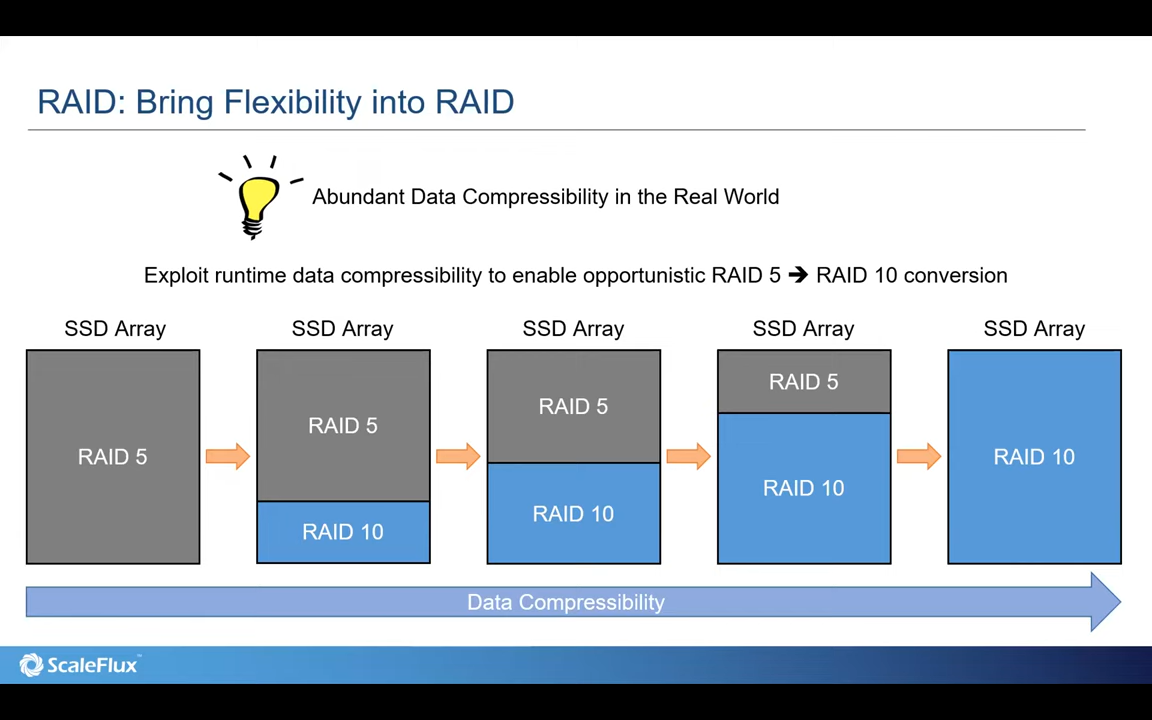 RAID: Bring Flexibility into RAID
Abundant Data Compressibility in the Real World
Exploit runtime data compressibility to enable opportunistic RAID 5 ➔ RAID 10 conversion
SSD Array SSD Array SSD Array SSD Array SSD Array
RAID 5
RAID 5
RAID 10
RAID 5
RAID 10
RAID 5
RAID 10
RAID 10
Data Compressibility
ScaleFlux™